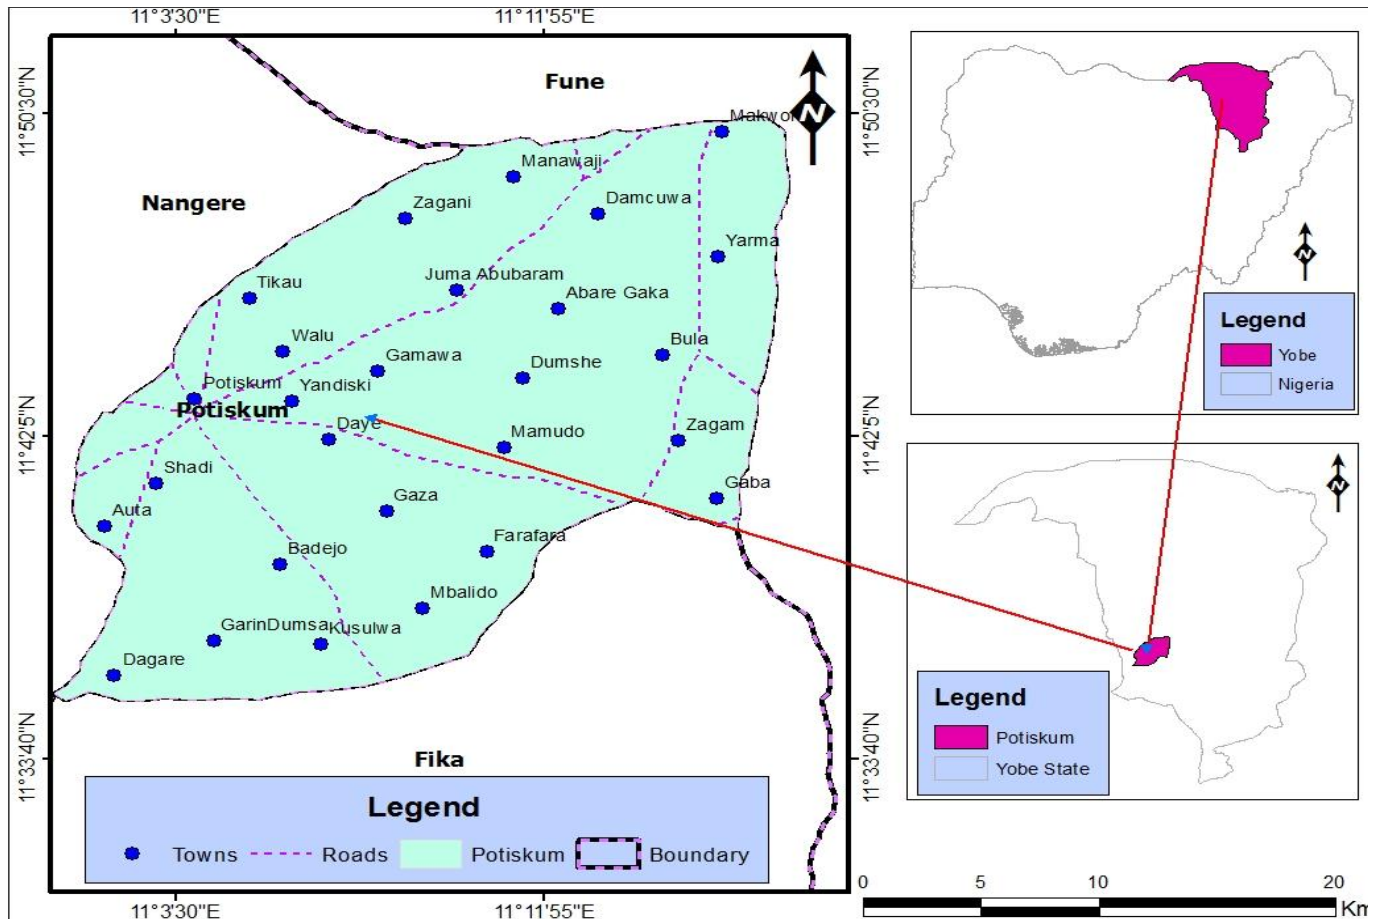 11°3'30"E
11°11'55"E
11°50'30"N
11°42'5"N
11°33'40"N
Fune
N
Makwor
Manawaji
Nangere
Zagani
Damcuwa
Yarma
Tikau
Juma Abubaram
Abare Gaka
Walu
Gamawa
Dumshe
Bula
Potiskum
Yandiski
Potiskum
Daye
Mamudo
Zagam
Shadi
Gaza
Gaba
Auta
Badejo
Farafara
Mbalido
GarinDumsa
Kusulwa
Dagare
Fika
Legend
Towns
Roads
Potiskum
Boundary
11°3'30"E
11°11'55"E
11°50'30"N
11°42'5"N
11°33'40"N
N
Legend
Yobe
Nigeria
N
Legend
Potiskum
Yobe State
0 5 10 20
Km